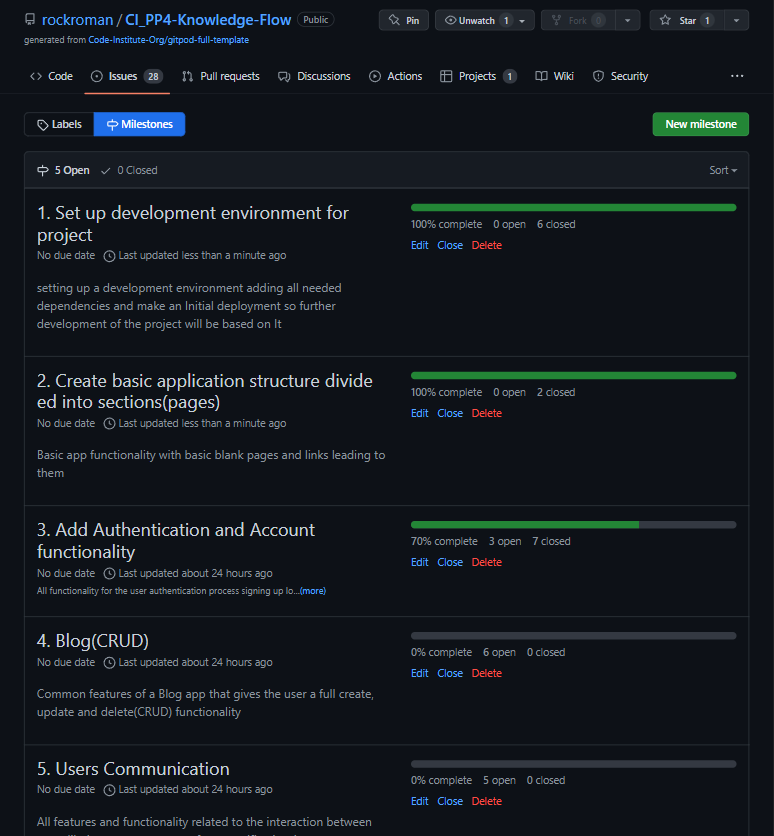 rockroman / CI_PP4-Knowledge-Flow Public
Pin Unwatch 1 Fork 0 Star 1
generated from Code-Institute-Org/gitpod-full-template
Code Issues 28 Pull requests Discussions Actions Projects 1 Wiki Security ...
Labels Milestones New milestone
5 Open 0 Closed Sort
1. Set up development environment for
project
No due date Last updated less than a minute ago
setting up a development environment adding all needed
dependencies and make an Initial deployment so further
development of the project will be based on It
100% complete 0 open 6 closed
Edit Close Delete
2. Create basic application structure divide
ed into sections(pages)
No due date Last updated less than a minute ago
Basic app functionality with basic blank pages and links leading to
them
100% complete 0 open 2 closed
Edit Close Delete
3. Add Authentication and Account
functionality
No due date Last updated about 24 hours ago
All functionality for the user authentication process signing up lo...(more)
70% complete 3 open 7 closed
Edit Close Delete
4. Blog(CRUD)
No due date Last updated about 24 hours ago
Common features of a Blog app that gives the user a full create,
update and delete(CRUD) functionality
0% complete 6 open 0 closed
Edit Close Delete
5. Users Communication
No due date Last updated about 24 hours ago
All features and functionality related to the interaction between
0% complete 5 open 0 closed
Edit Close Delete